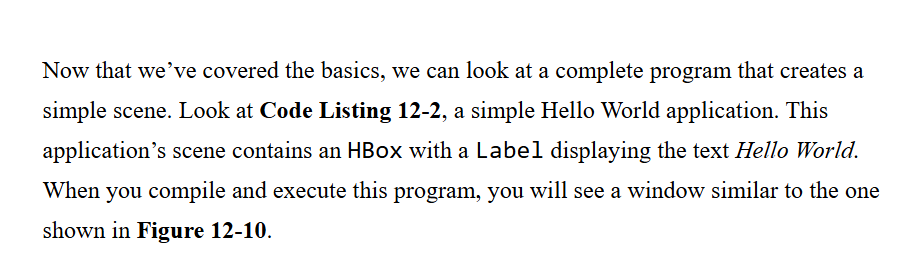 Now that we’ve covered the basics, we can look at a complete program that creates a
simple scene. Look at Code Listing 12-2, a simple Hello World application. This
application’s scene contains an HBox with a Label displaying the text Hello World.
When you compile and execute this program, you will see a window similar to the one
shown in Figure 12-10.